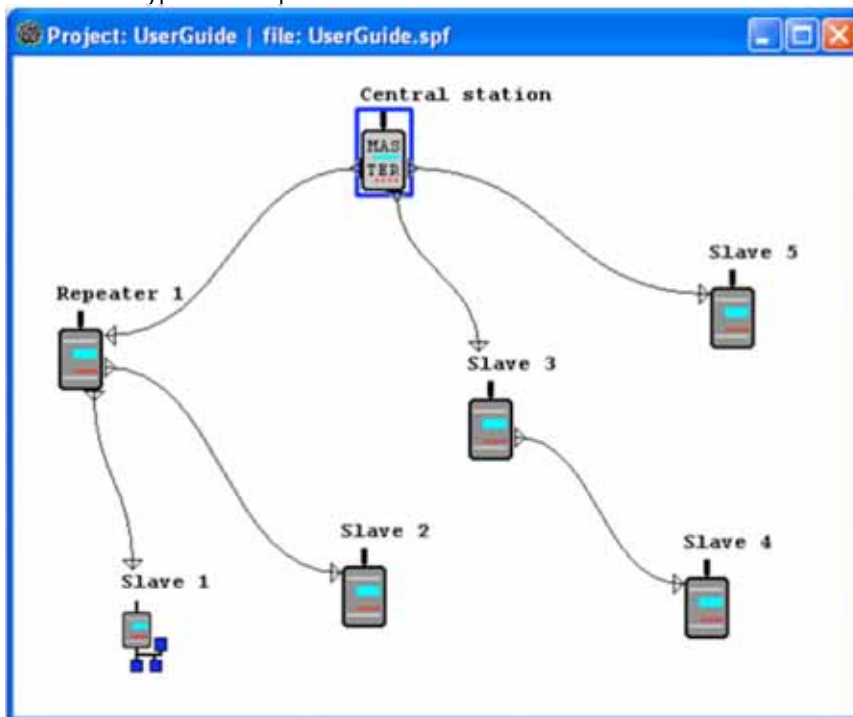 Project: UserGuide | file: UserGuide.spf
Central station
MAS
TER
Slave 5
Repeater 1
Slave 3
Slave 2
Slave 4
Slave 1